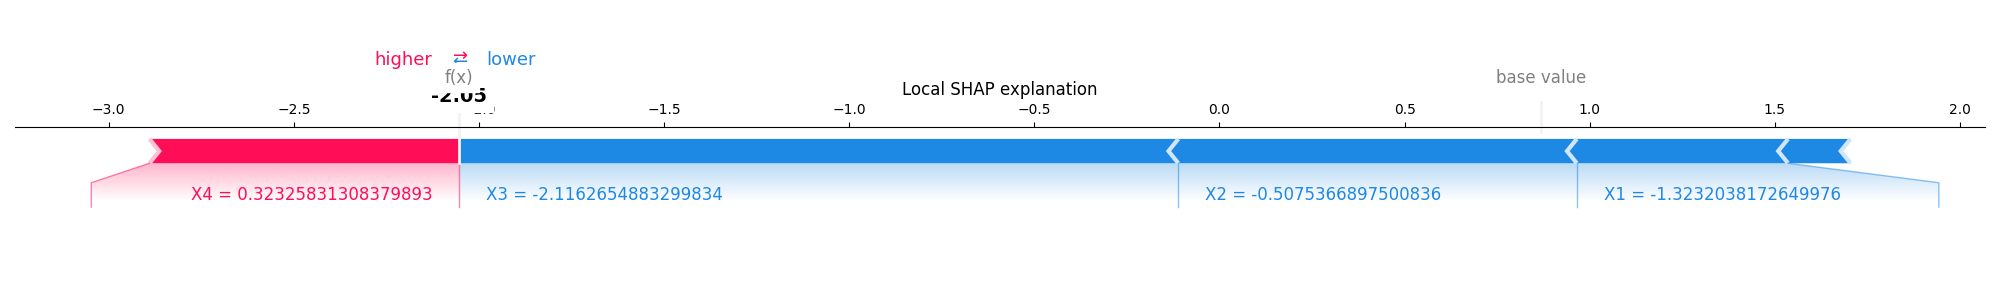 higher ⇄ lower
f(x)
base value
Local SHAP explanation
-2.05
−3.0 −2.5 −1.5 −1.0 −0.5 0.0 0.5 1.0 1.5 2.0
X4 = 0.32325831308379893 X3 = -2.1162654883299834 X2 = -0.5075366897500836 X1 = -1.3232038172649976